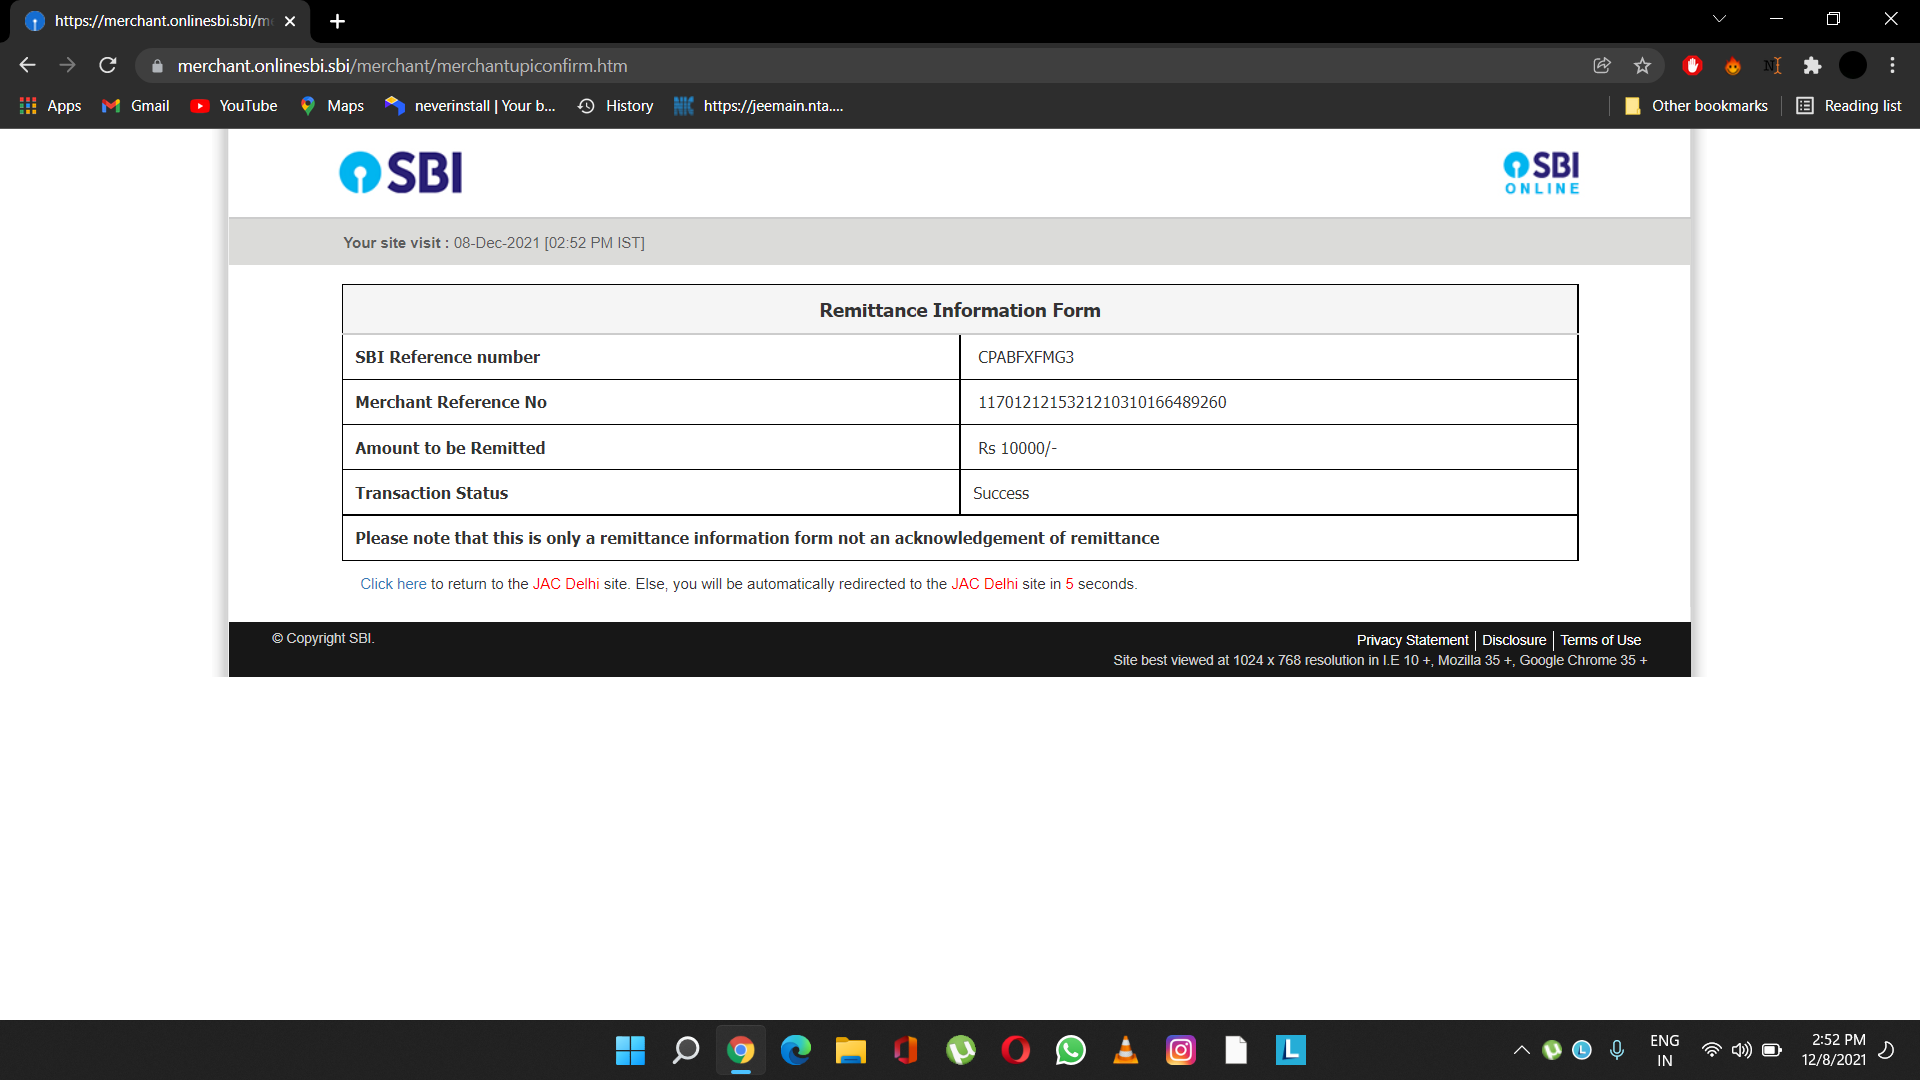 https://merchant.onlinesbi.sbi/m
merchant.onlinesbi.sbi/merchant/merchantupiconfirm.htm
Apps Gmail YouTube Maps neverinstall | Your b... History https://jeemain.nta.... Other bookmarks Reading list
SBI SBI
ONLINE
Your site visit : 08-Dec-2021 [02:52 PM IST]
Remittance Information Form
SBI Reference number CPABFXFMG3
Merchant Reference No 1170121215321210310166489260
Amount to be Remitted Rs 10000/-
Transaction Status Success
Please note that this is only a remittance information form not an acknowledgement of remittance
Click here to return to the JAC Delhi site. Else, you will be automatically redirected to the JAC Delhi site in 5 seconds.
© Copyright SBI. Privacy Statement Disclosure Terms of Use
Site best viewed at 1024 x 768 resolution in I.E 10 +, Mozilla 35 +, Google Chrome 35 +
ENG 2:52 PM
IN 12/8/2021